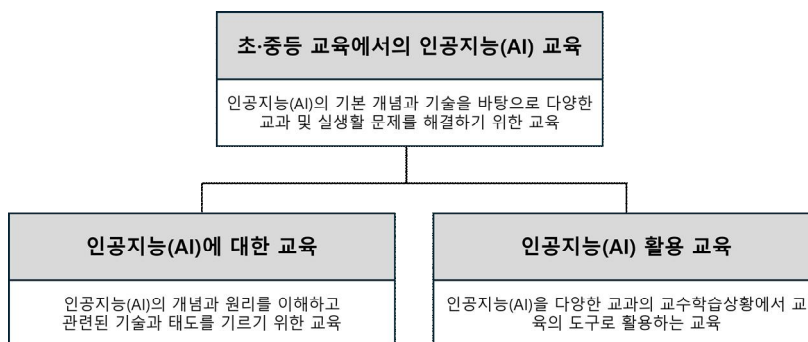 초·중등 교육에서의 인공지능(AI) 교육
인공지능(AI)의 기본 개념과 기술을 바탕으로 다양한
교과 및 실생활 문제를 해결하기 위한 교육
인공지능(AI)에 대한 교육
인공지능(AI)의 개념과 원리를 이해하고
관련된 기술과 태도를 기르기 위한 교육
인공지능(AI) 활용 교육
인공지능(AI)을 다양한 교과의 교수학습상황에서 교
육의 도구로 활용하는 교육